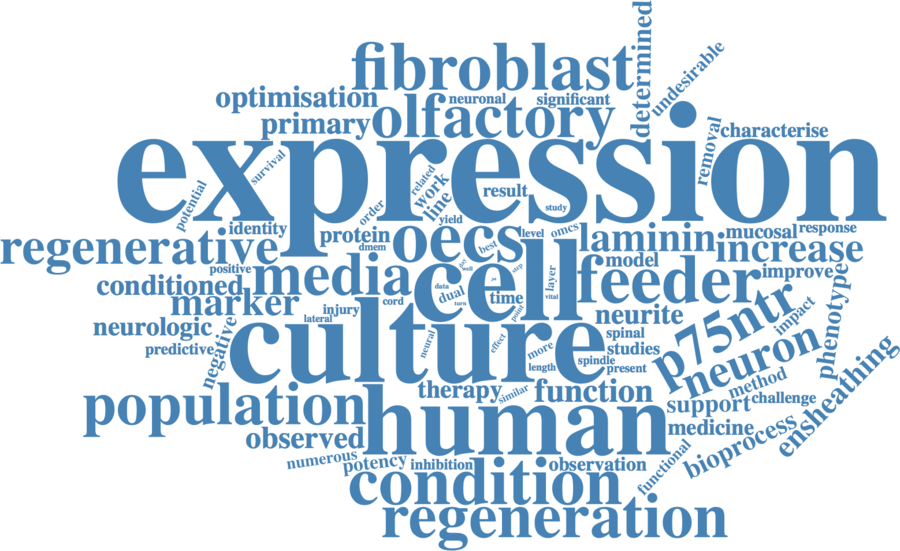 fibroblast
determined
undesirable
optimisation
neuronal
significant
primary
olfactory
removal
characterise
expression
survival
potential
related
work
line
order
result
study
yield
identity
protein
oecs
level
omcs
laminin
mucosal
response
regenerative
dmem
best
cell
increase
positive
media
model
improve
conditioned
feeder
layer
step
data
dual
time
vital
turn
marker
injury
cord
lateral
point
neurite
p75ntr
impact
phenotype
neurologic
culture
spinal
predictive
negative
neural
effect
more
studies
spindle
length
present
neuron
method
ensheathing
therapy
similar
function
support
challenge
population
human
medicine
bioprocess
observed
numerous
potency
inhibition
observation
functional
condition
regeneration